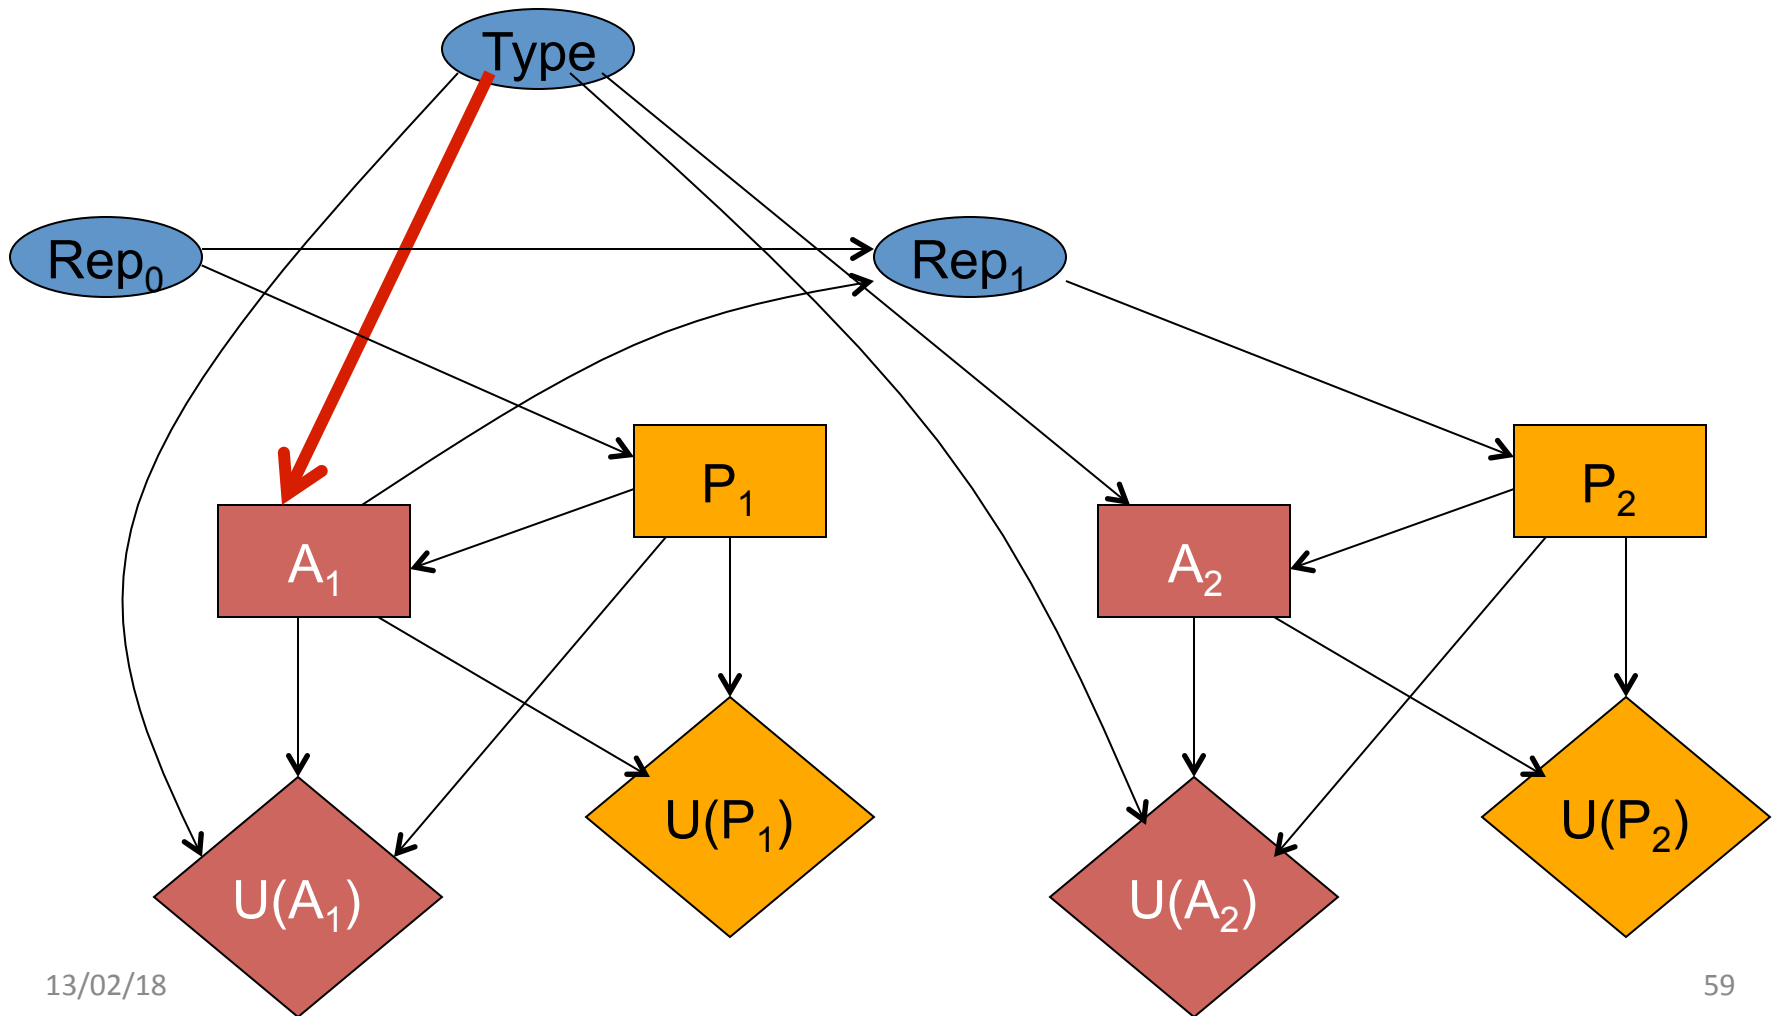 Type
Rep₀
Rep₁
P₁
P₂
A₁
A₂
U(P₁)
U(P₂)
U(A₁)
U(A₂)
13/02/18
59